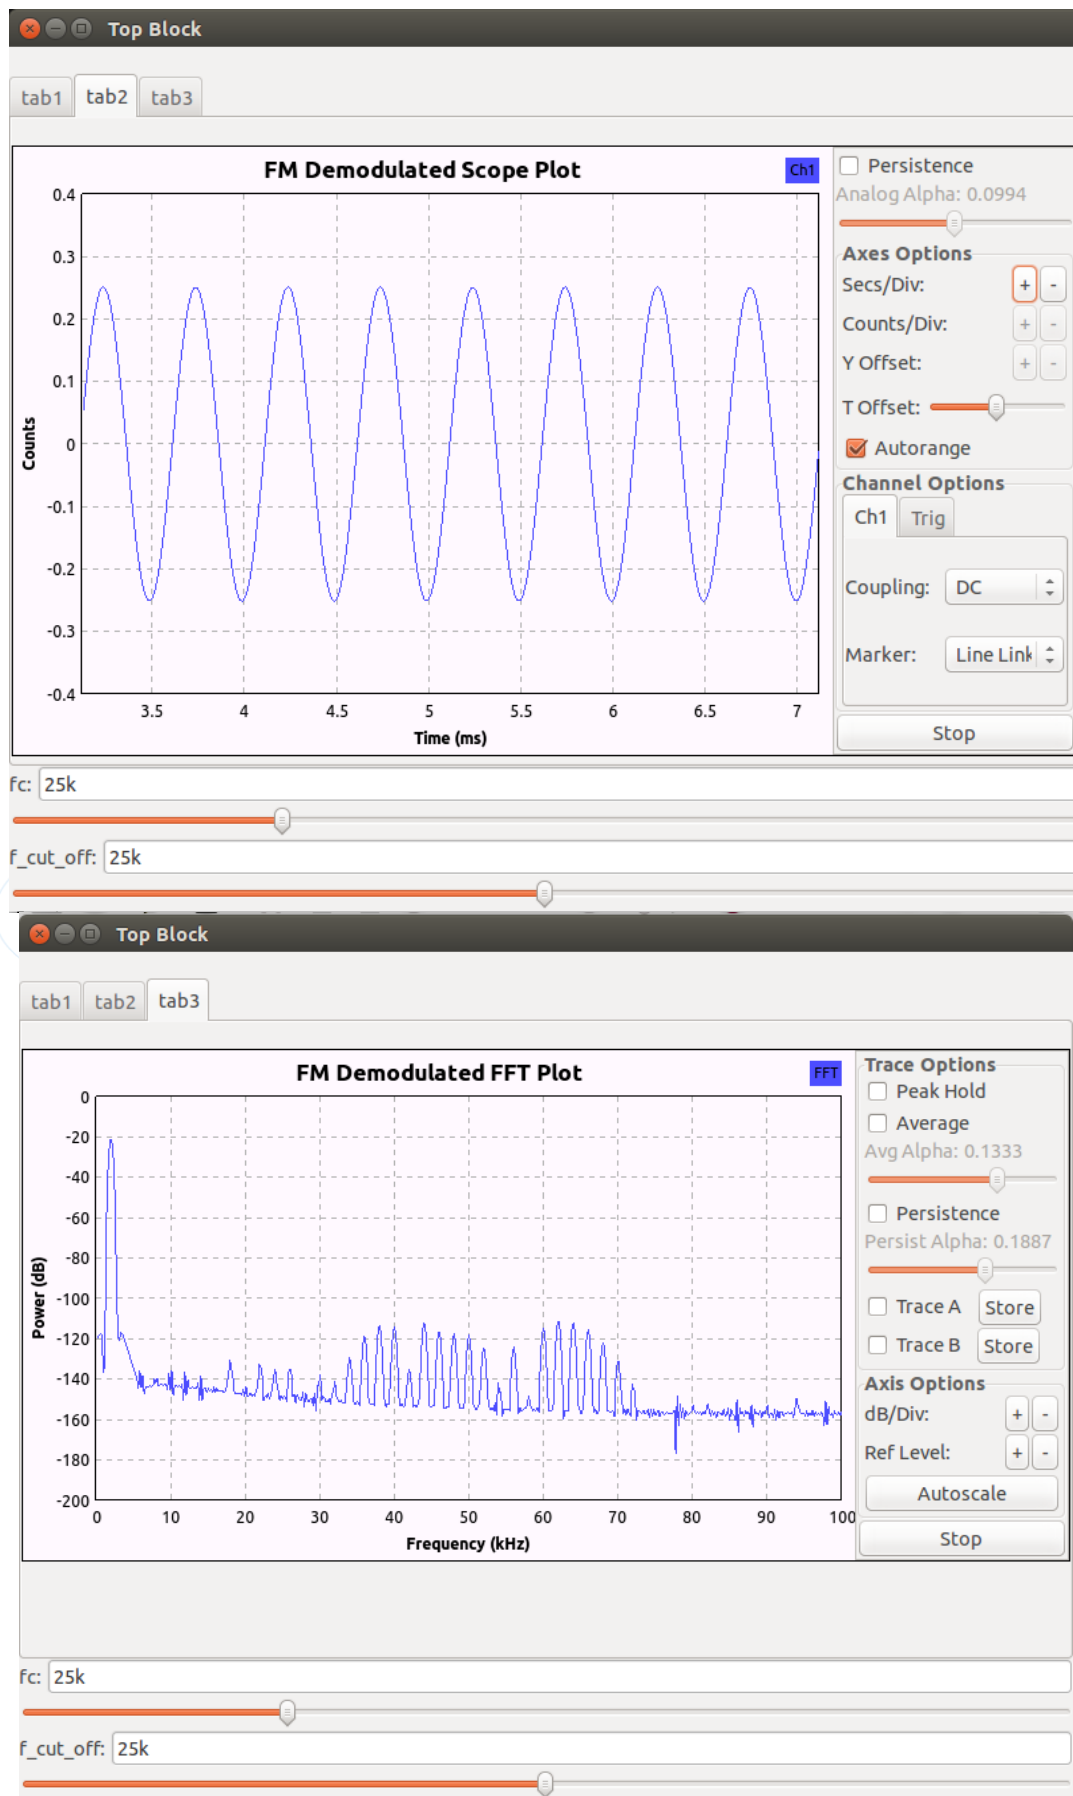 Top Block
tab1 tab2 tab3
FM Demodulated Scope Plot
Ch1
Counts
0.4
0.3
0.2
0.1
0
-0.1
-0.2
-0.3
-0.4
3.5 4 4.5 5 5.5 6 6.5 7
Time (ms)
Persistence
Analog Alpha: 0.0994
Axes Options
Secs/Div: + -
Counts/Div: + -
Y Offset: + -
T Offset:
Autorange
Channel Options
Ch1 Trig
Coupling: DC
Marker: Line Link
Stop
fc: 25k
f_cut_off: 25k
Top Block
tab1 tab2 tab3
FM Demodulated FFT Plot
FFT
Power (dB)
0
-20
-40
-60
-80
-100
-120
-140
-160
-180
-200
0 10 20 30 40 50 60 70 80 90 100
Frequency (kHz)
Trace Options
Peak Hold
Average
Avg Alpha: 0.1333
Persistence
Persist Alpha: 0.1887
Trace A Store
Trace B Store
Axis Options
dB/Div: + -
Ref Level: + -
Autoscale
Stop
fc: 25k
f_cut_off: 25k